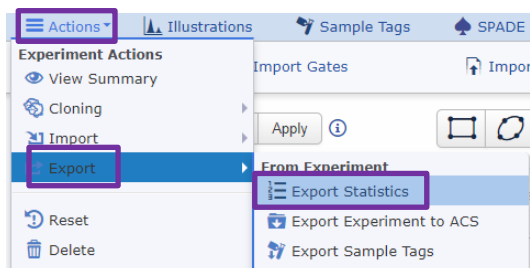 Actions Illustrations Sample Tags SPADE
Experiment Actions
View Summary
Import Gates
Impor
Cloning
Import
Apply
Export
From Experiment
Export Statistics
Reset
Export Experiment to ACS
Delete
Export Sample Tags